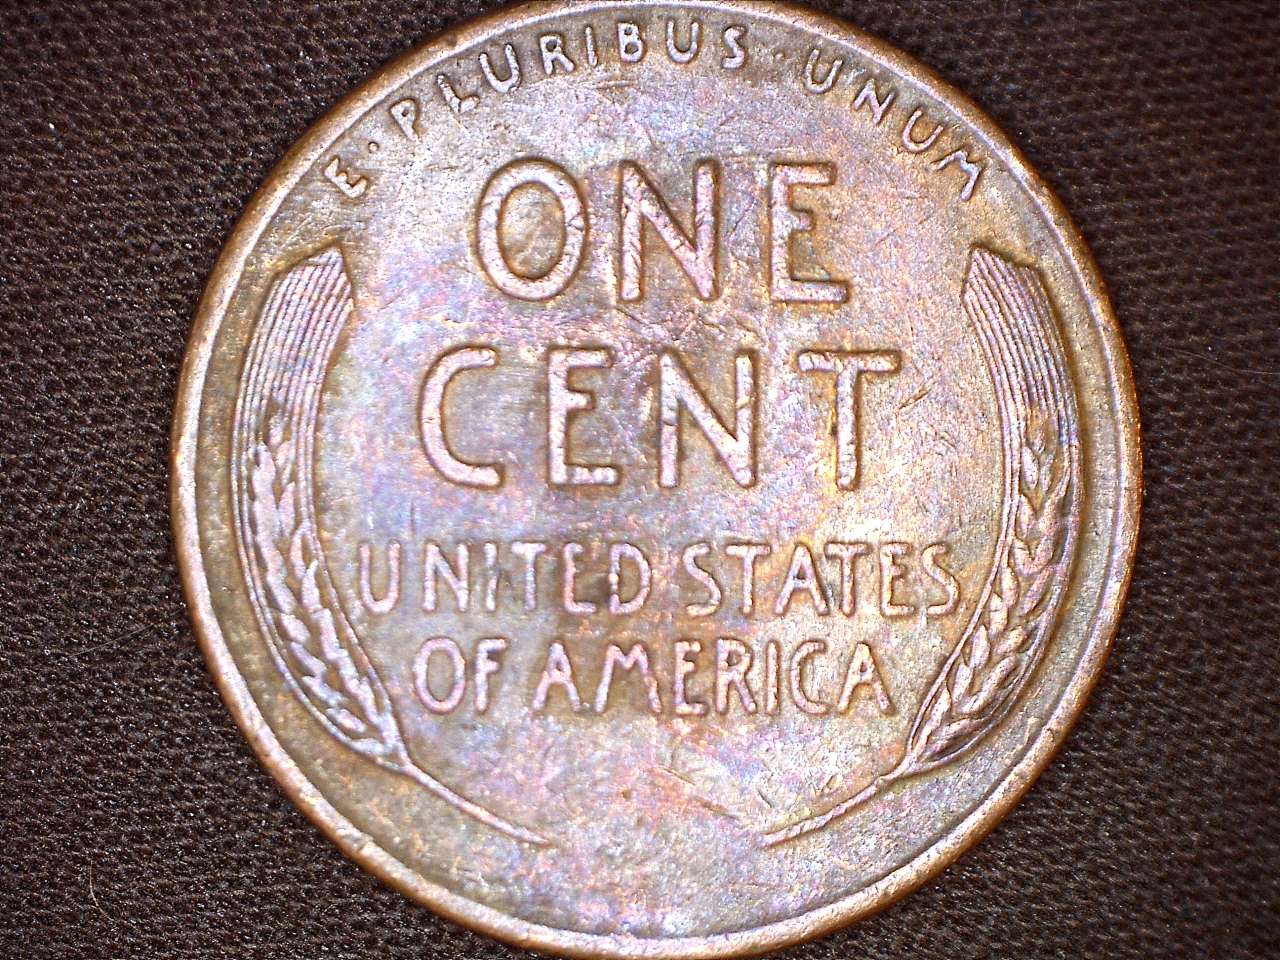 E · PLURIBUS · UNUM
ONE
CENT
UNITED STATES
OF AMERICA